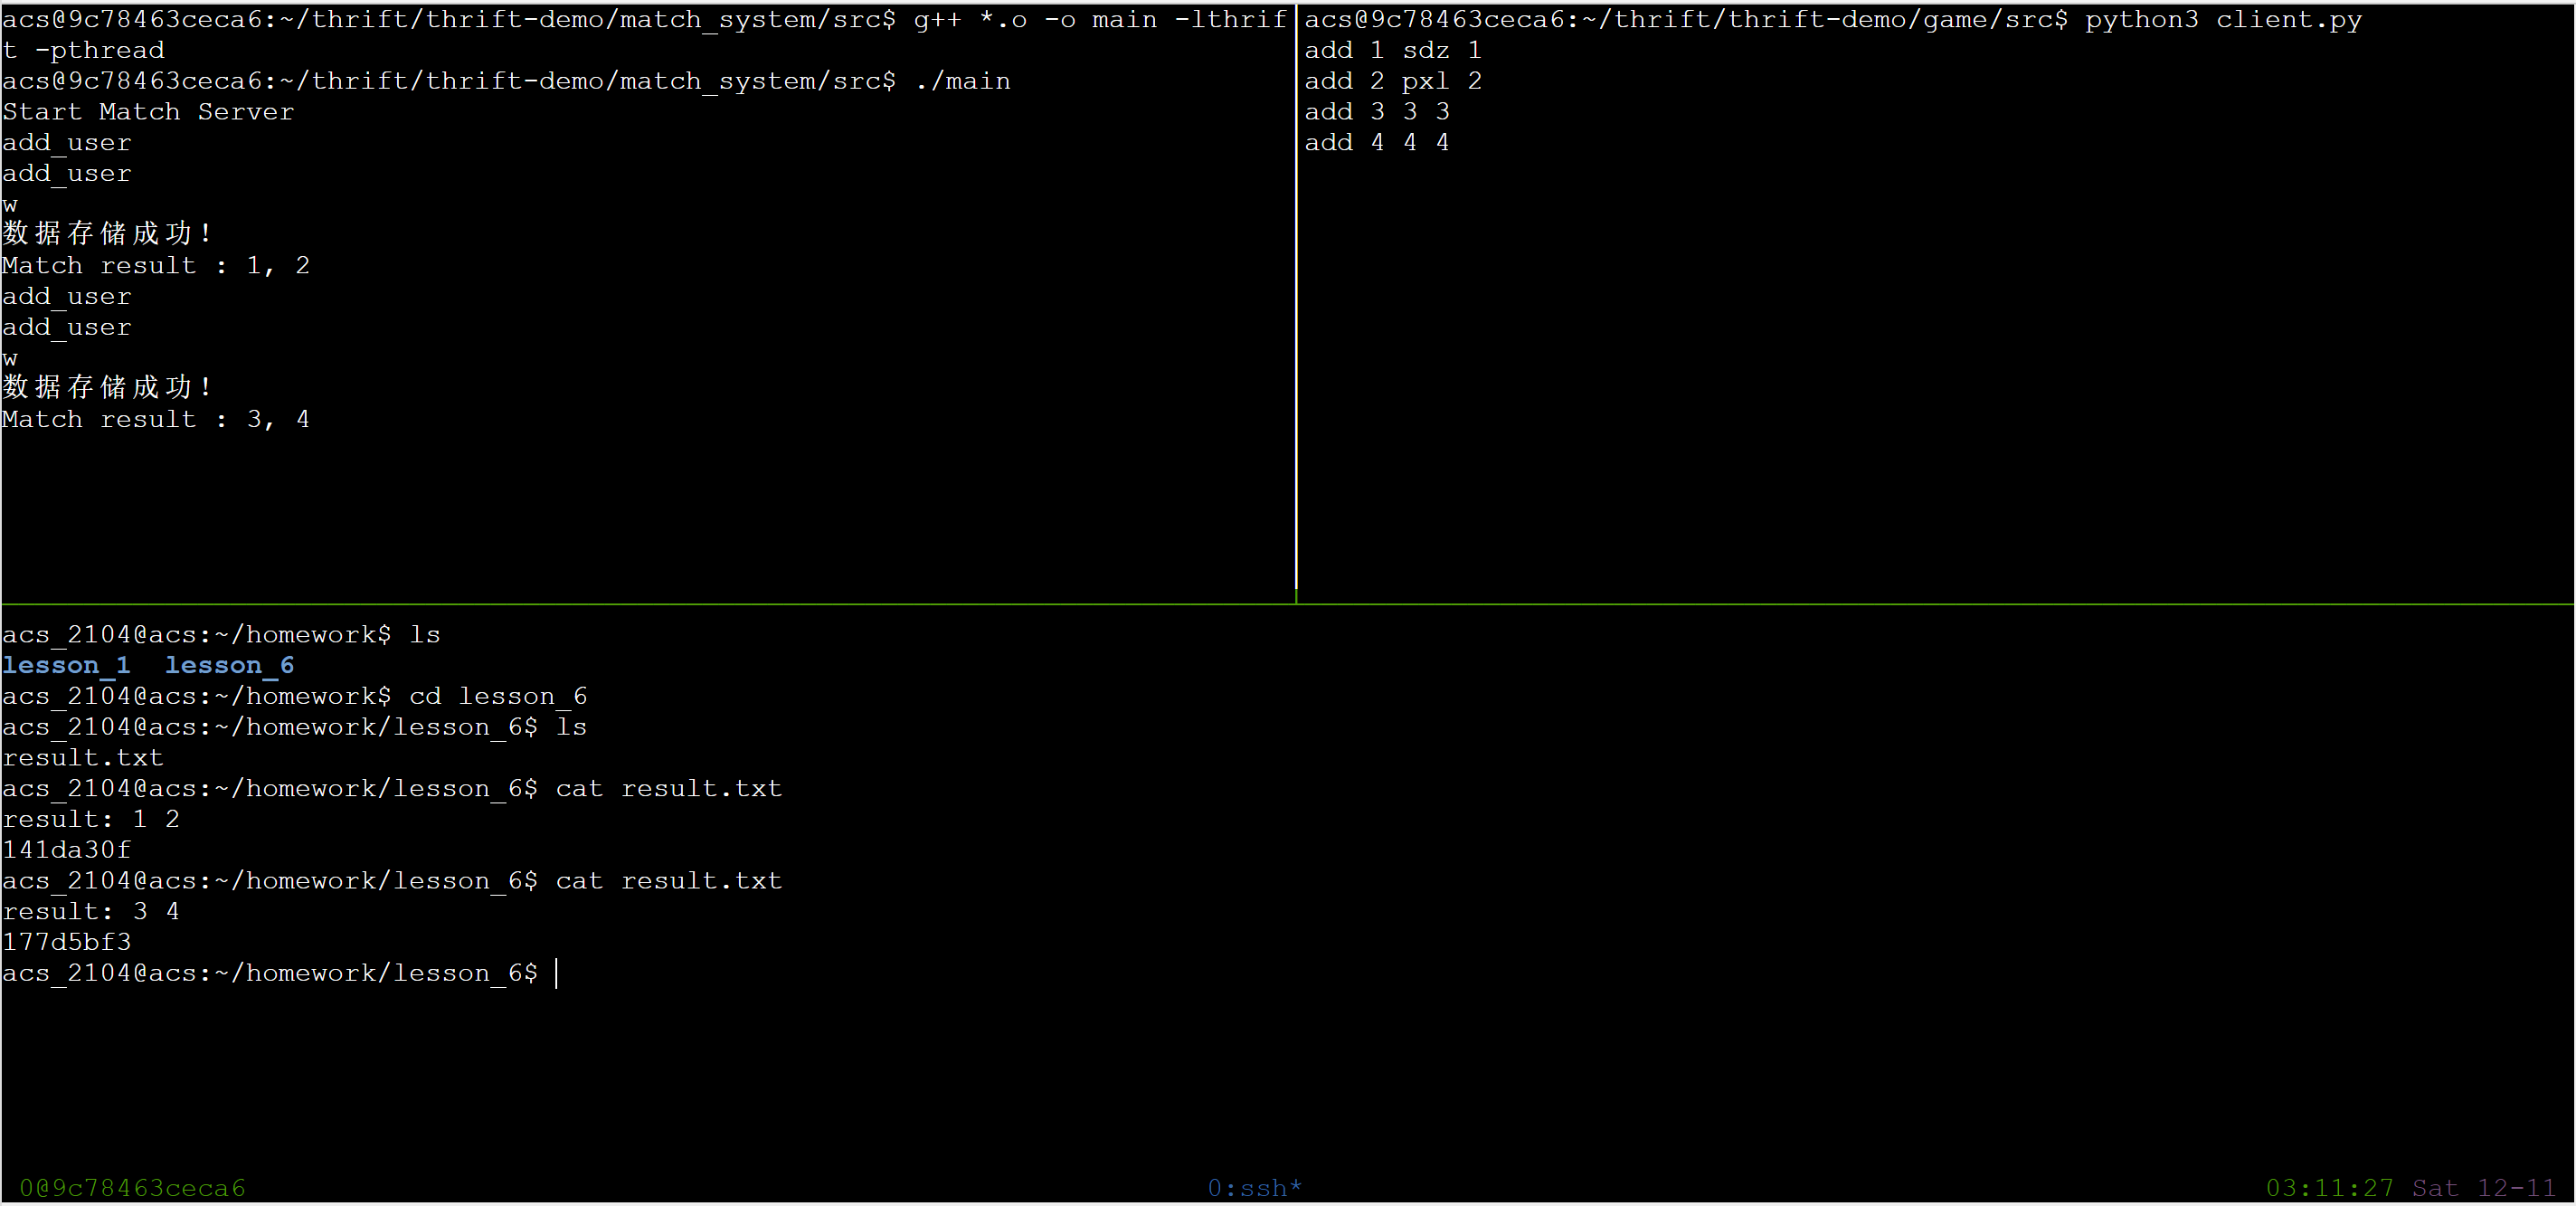 acs@9c78463ceca6:~/thrift/thrift-demo/match_system/src$ g++ *.o -o main -lthrif
t -pthread
acs@9c78463ceca6:~/thrift/thrift-demo/match_system/src$ ./main
Start Match Server
add_user
add_user
w
数据存储成功！
Match result : 1, 2
add_user
add_user
w
数据存储成功！
Match result : 3, 4
acs@9c78463ceca6:~/thrift/thrift-demo/game/src$ python3 client.py
add 1 sdz 1
add 2 pxl 2
add 3 3 3
add 4 4 4
acs_2104@acs:~/homework$ ls
lesson_1  lesson_6
acs_2104@acs:~/homework$ cd lesson_6
acs_2104@acs:~/homework/lesson_6$ ls
result.txt
acs_2104@acs:~/homework/lesson_6$ cat result.txt
result: 1 2
141da30f
acs_2104@acs:~/homework/lesson_6$ cat result.txt
result: 3 4
177d5bf3
acs_2104@acs:~/homework/lesson_6$
0@9c78463ceca6 0:ssh* 03:11:27 Sat 12-11